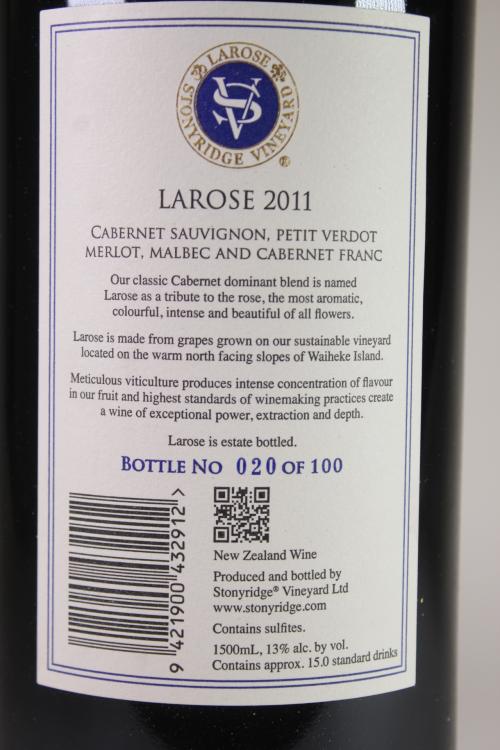 LAROSE
STONYRIDGE VINEYARD
SV
®
LAROSE 2011
CABERNET SAUVIGNON, PETIT VERDOT
MERLOT, MALBEC AND CABERNET FRANC
Our classic Cabernet dominant blend is named
Larose as a tribute to the rose, the most aromatic,
colourful, intense and beautiful of all flowers.
Larose is made from grapes grown on our sustainable vineyard
located on the warm north facing slopes of Waiheke Island.
Meticulous viticulture produces intense concentration of flavour
in our fruit and highest standards of winemaking practices create
a wine of exceptional power, extraction and depth.
Larose is estate bottled.
BOTTLE NO 020 OF 100
9 421900 432912 >
New Zealand Wine
Produced and bottled by
Stonyridge® Vineyard Ltd
www.stonyridge.com
Contains sulfites.
1500mL, 13% alc. by vol.
Contains approx. 15.0 standard drinks